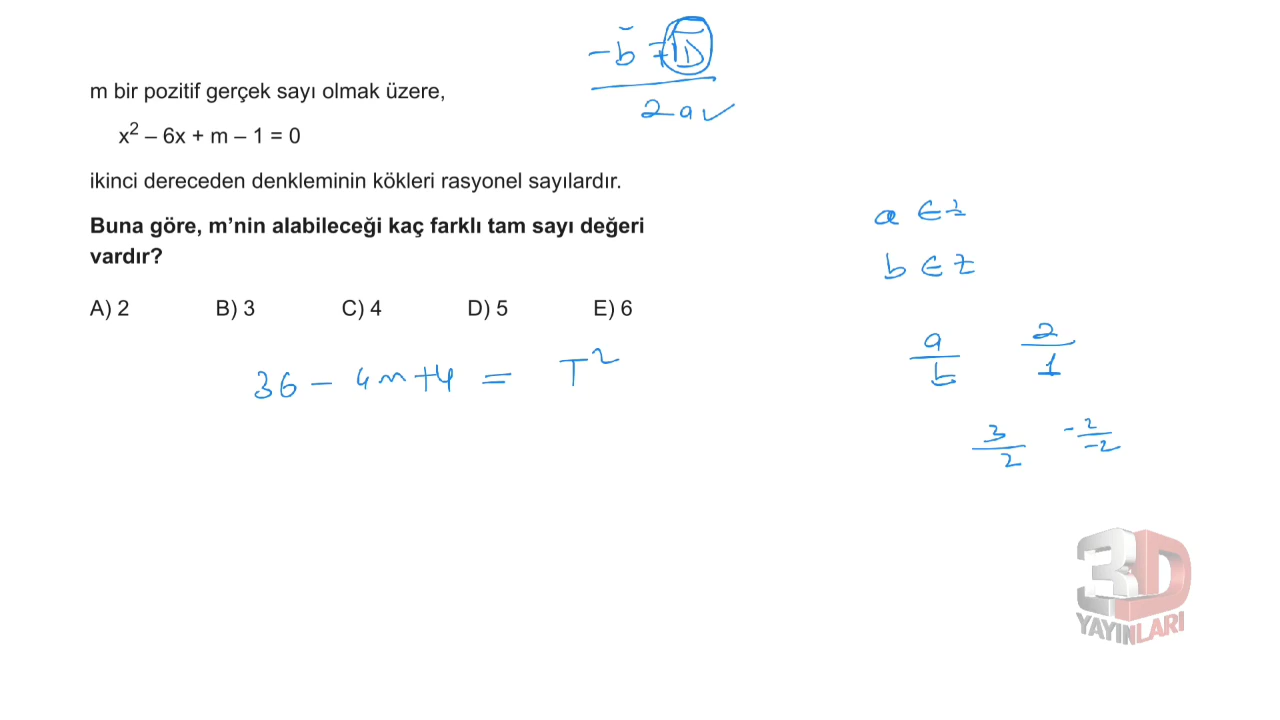 m bir pozitif gerçek sayı olmak üzere,
x² – 6x + m – 1 = 0
ikinci dereceden denkleminin kökleri rasyonel sayılardır.
Buna göre, m’nin alabileceği kaç farklı tam sayı değeri
vardır?
A) 2 B) 3 C) 4 D) 5 E) 6
36 – 4m + 4 = T²
2a
b ∈ Z
a/b 2/1
3/2 -2/-2
3D
YAYINLARI